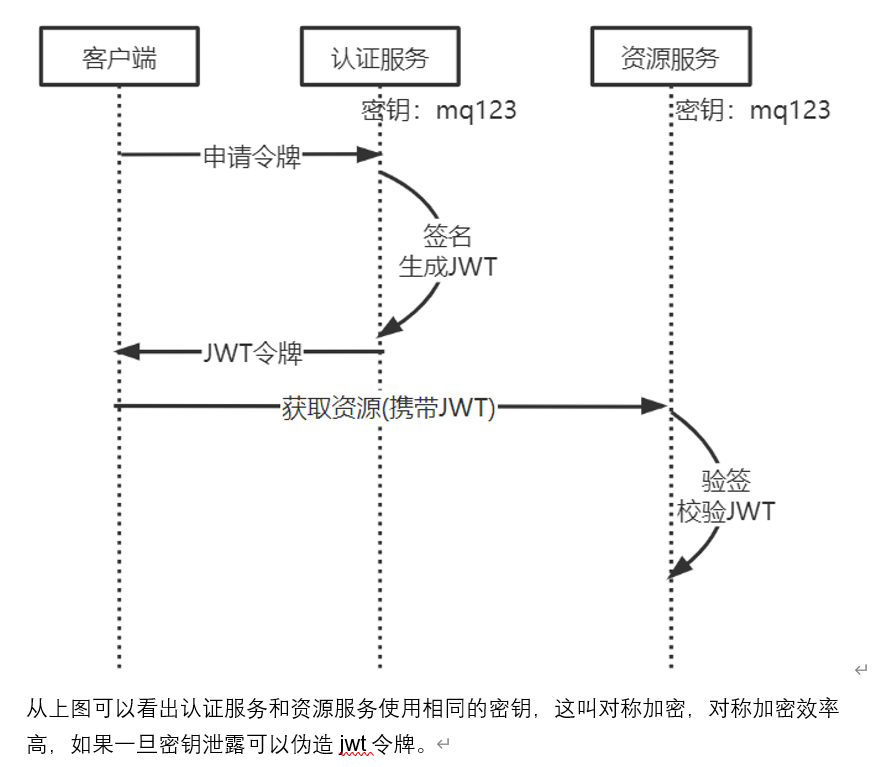 客户端
认证服务
资源服务
密钥：mq123
密钥：mq123
申请令牌
签名
生成JWT
JWT令牌
获取资源(携带JWT)
验签
校验JWT
从上图可以看出认证服务和资源服务使用相同的密钥，这叫对称加密，对称加密效率
高，如果一旦密钥泄露可以伪造 jwt 令牌。